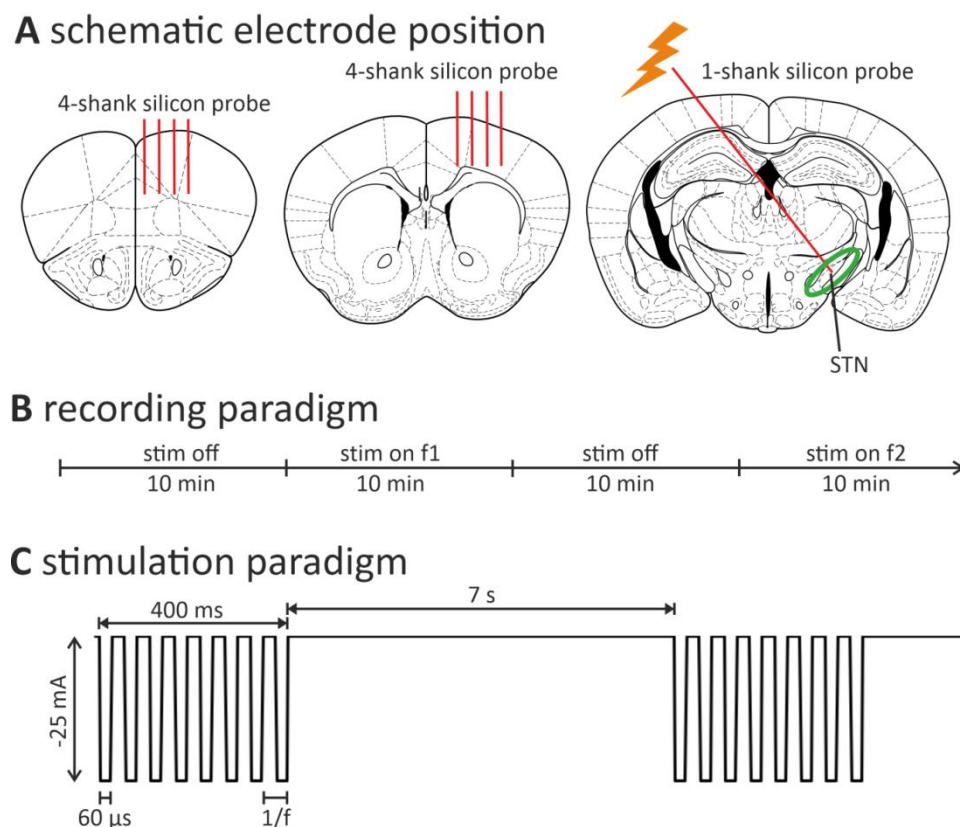 A schematic electrode position
4-shank silicon probe
4-shank silicon probe
1-shank silicon probe
STN
B recording paradigm
stim off
stim on f1
stim off
stim on f2
10 min
10 min
10 min
10 min
C stimulation paradigm
400 ms
7 s
-25 mA
60 µs
1/f